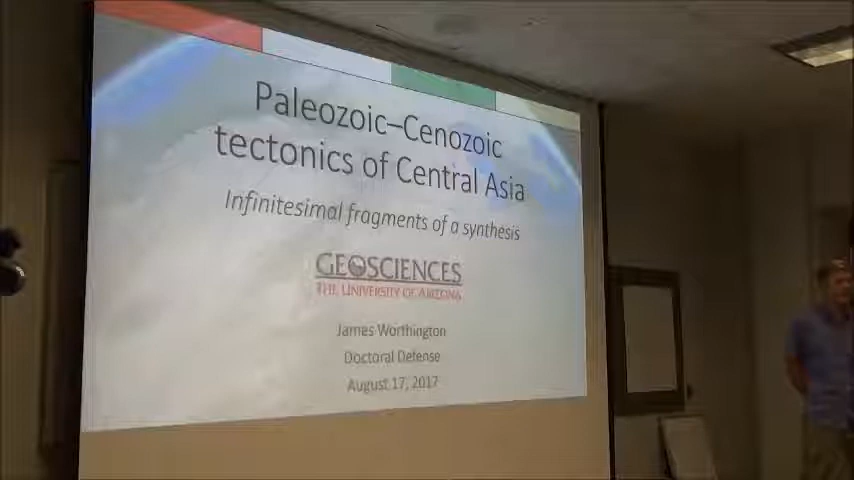 Paleozoic–Cenozoic
tectonics of Central Asia
Infinitesimal fragments of a synthesis
GEOSCIENCES
THE UNIVERSITY OF ARIZONA
James Worthington
Doctoral Defense
August 17, 2017